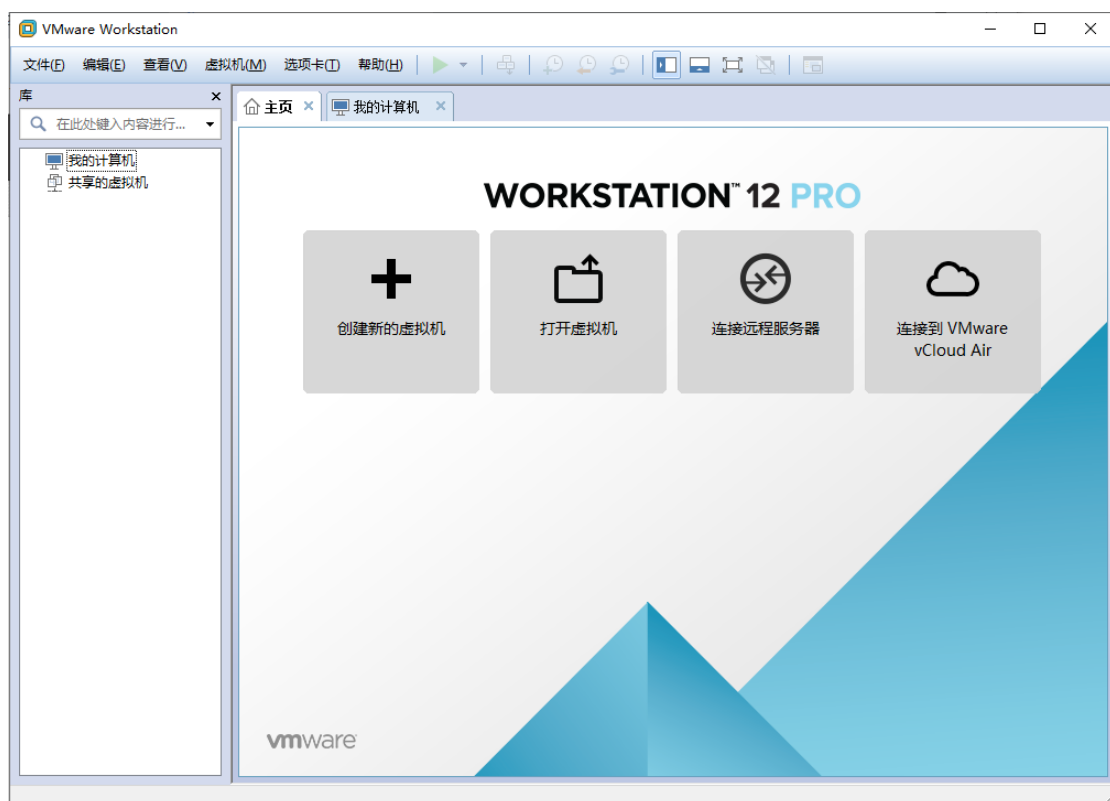 VMware Workstation
文件(F) 编辑(E) 查看(V) 虚拟机(M) 选项卡(T) 帮助(H)
库
在此处键入内容进行...
我的计算机
共享的虚拟机
主页 我的计算机
WORKSTATION™ 12 PRO
创建新的虚拟机
打开虚拟机
连接远程服务器
连接到 VMware
vCloud Air
vmware